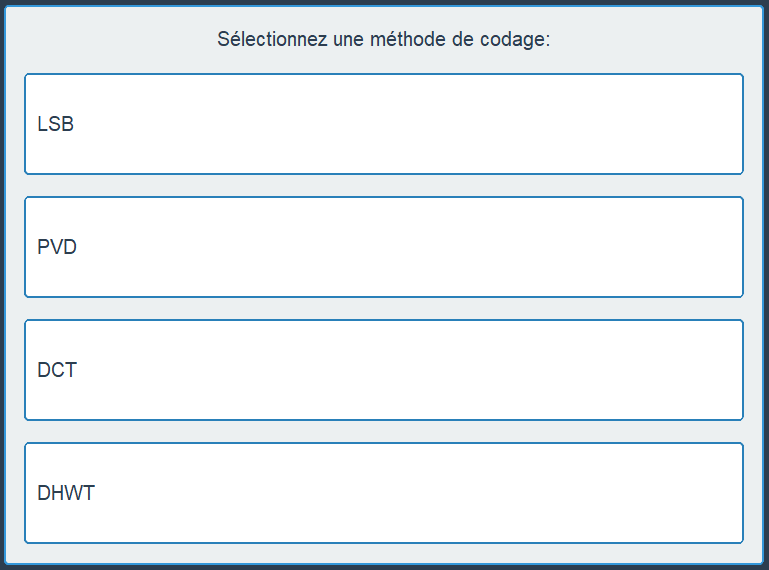 Sélectionnez une méthode de codage:
LSB
PVD
DCT
DHWT